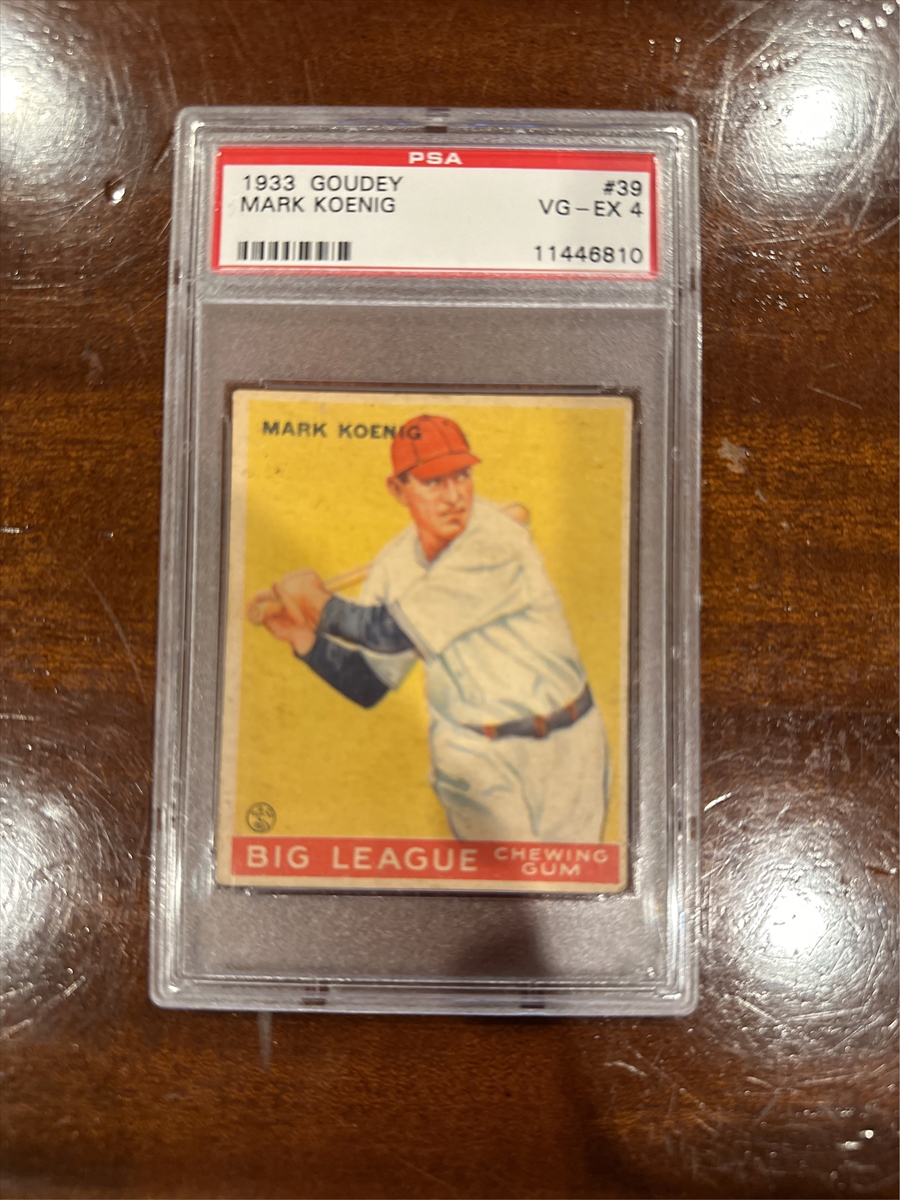 PSA
1933 GOUDEY #39
MARK KOENIG VG-EX 4
11446810
MARK KOENIG
BIG LEAGUE CHEWING GUM